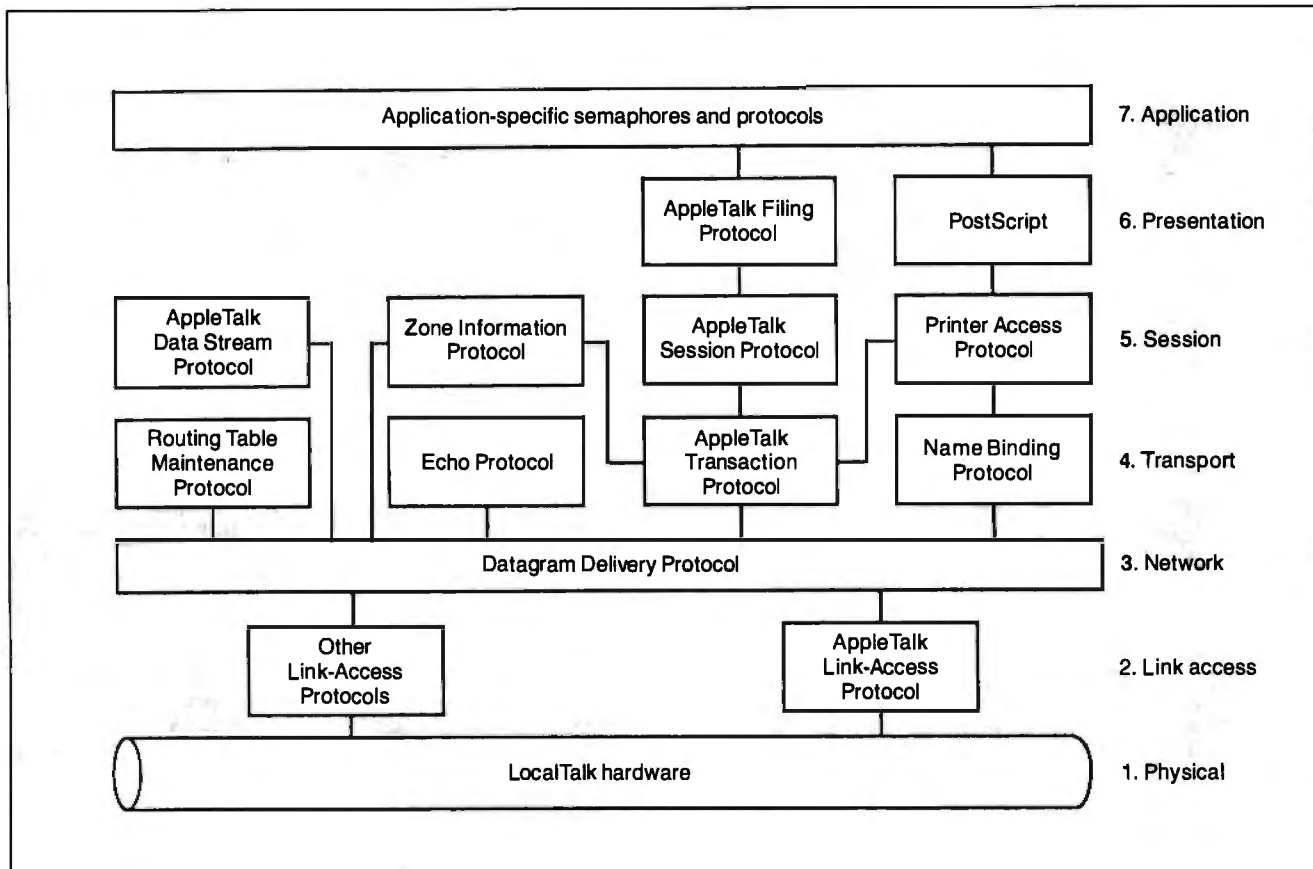 Application-specific semaphores and protocols
7. Application
AppleTalk Filing
Protocol
PostScript
6. Presentation
AppleTalk
Data Stream
Protocol
Zone Information
Protocol
AppleTalk
Session Protocol
Printer Access
Protocol
5. Session
Routing Table
Maintenance
Protocol
Echo Protocol
AppleTalk
Transaction
Protocol
Name Binding
Protocol
4. Transport
Datagram Delivery Protocol
3. Network
Other
Link-Access
Protocols
AppleTalk
Link-Access
Protocol
2. Link access
LocalTalk hardware
1. Physical